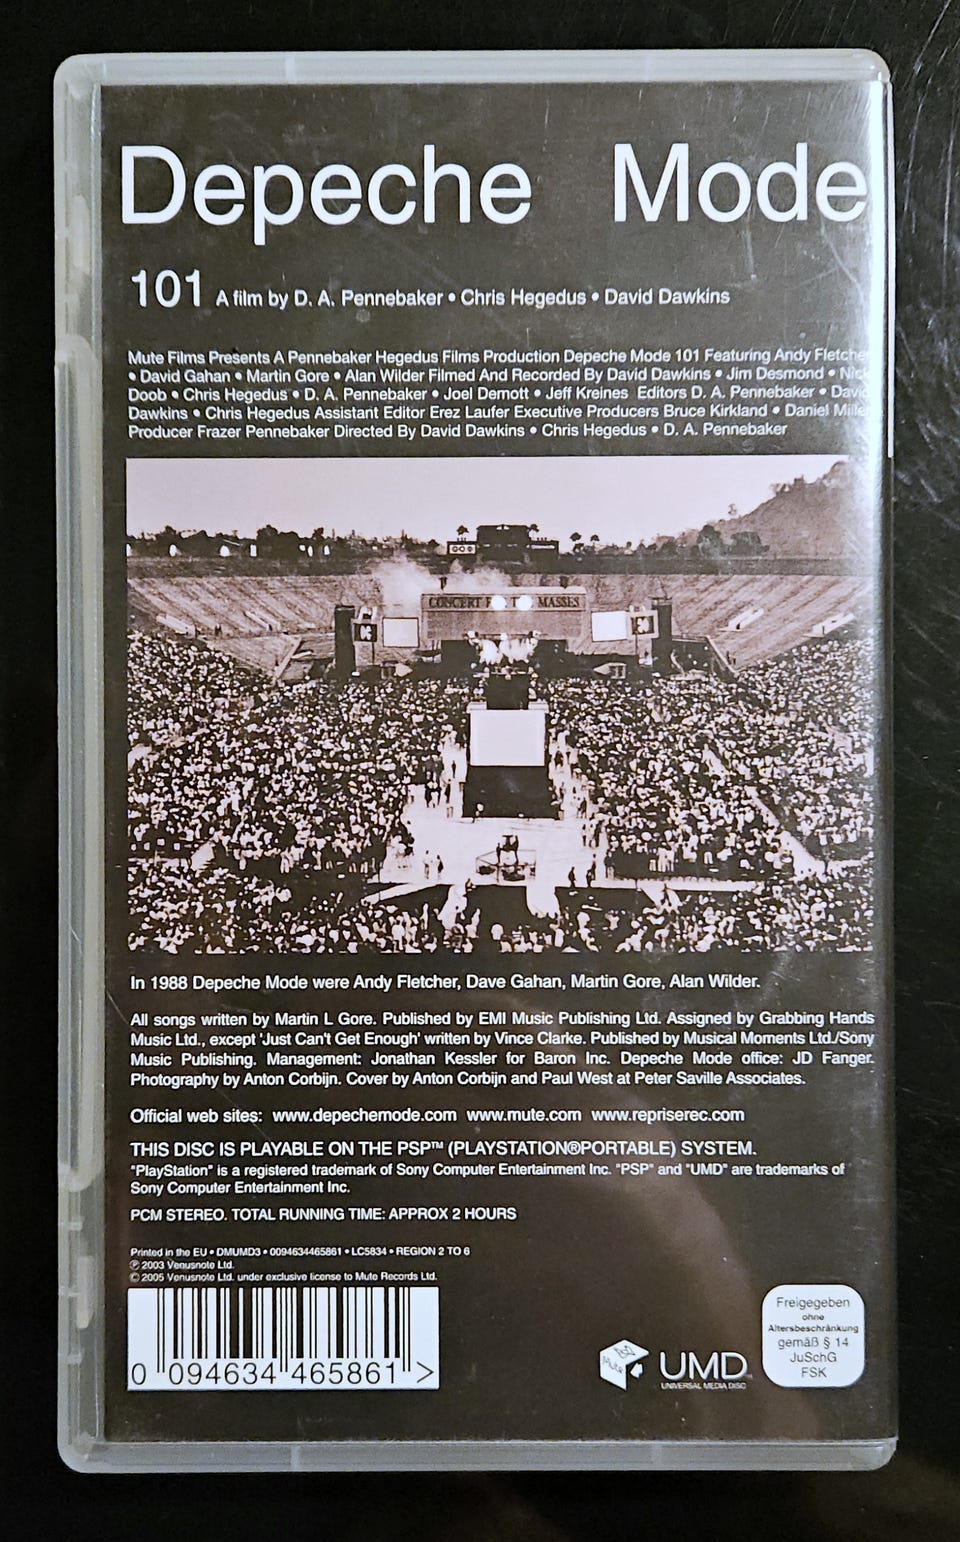 Depeche Mode
101 A film by D. A. Pennebaker • Chris Hegedus • David Dawkins
Mute Films Presents A Pennebaker Hegedus Films Production Depeche Mode 101 Featuring Andy Fletcher
• David Gahan • Martin Gore • Alan Wilder Filmed And Recorded By David Dawkins • Jim Desmond • Nick
Doob • Chris Hegedus • D. A. Pennebaker • Joel Demott • Jeff Kreines Editors D. A. Pennebaker • David
Dawkins • Chris Hegedus Assistant Editor Erez Laufer Executive Producers Bruce Kirkland • Daniel Miller
Producer Frazer Pennebaker Directed By David Dawkins • Chris Hegedus • D. A. Pennebaker
CONCERT MASSES
In 1988 Depeche Mode were Andy Fletcher, Dave Gahan, Martin Gore, Alan Wilder.
All songs written by Martin L Gore. Published by EMI Music Publishing Ltd. Assigned by Grabbing Hands
Music Ltd., except 'Just Can't Get Enough' written by Vince Clarke. Published by Musical Moments Ltd./Sony
Music Publishing. Management: Jonathan Kessler for Baron Inc. Depeche Mode office: JD Fanger.
Photography by Anton Corbijn. Cover by Anton Corbijn and Paul West at Peter Saville Associates.
Official web sites: www.depechemode.com www.mute.com www.repriserec.com
THIS DISC IS PLAYABLE ON THE PSP™ (PLAYSTATION®PORTABLE) SYSTEM.
"PlayStation" is a registered trademark of Sony Computer Entertainment Inc. "PSP" and "UMD" are trademarks of
Sony Computer Entertainment Inc.
PCM STEREO. TOTAL RUNNING TIME: APPROX 2 HOURS
Printed in the EU • DMUMD3 • 0094634465861 • LC5834 • REGION 2 TO 6
℗ 2003 Venusnote Ltd.
© 2005 Venusnote Ltd. under exclusive license to Mute Records Ltd.
0 094634 465861 >
Mute
UMD
UNIVERSAL MEDIA DISC
Freigegeben
ohne
Altersbeschränkung
gemäß § 14
JuSchG
FSK